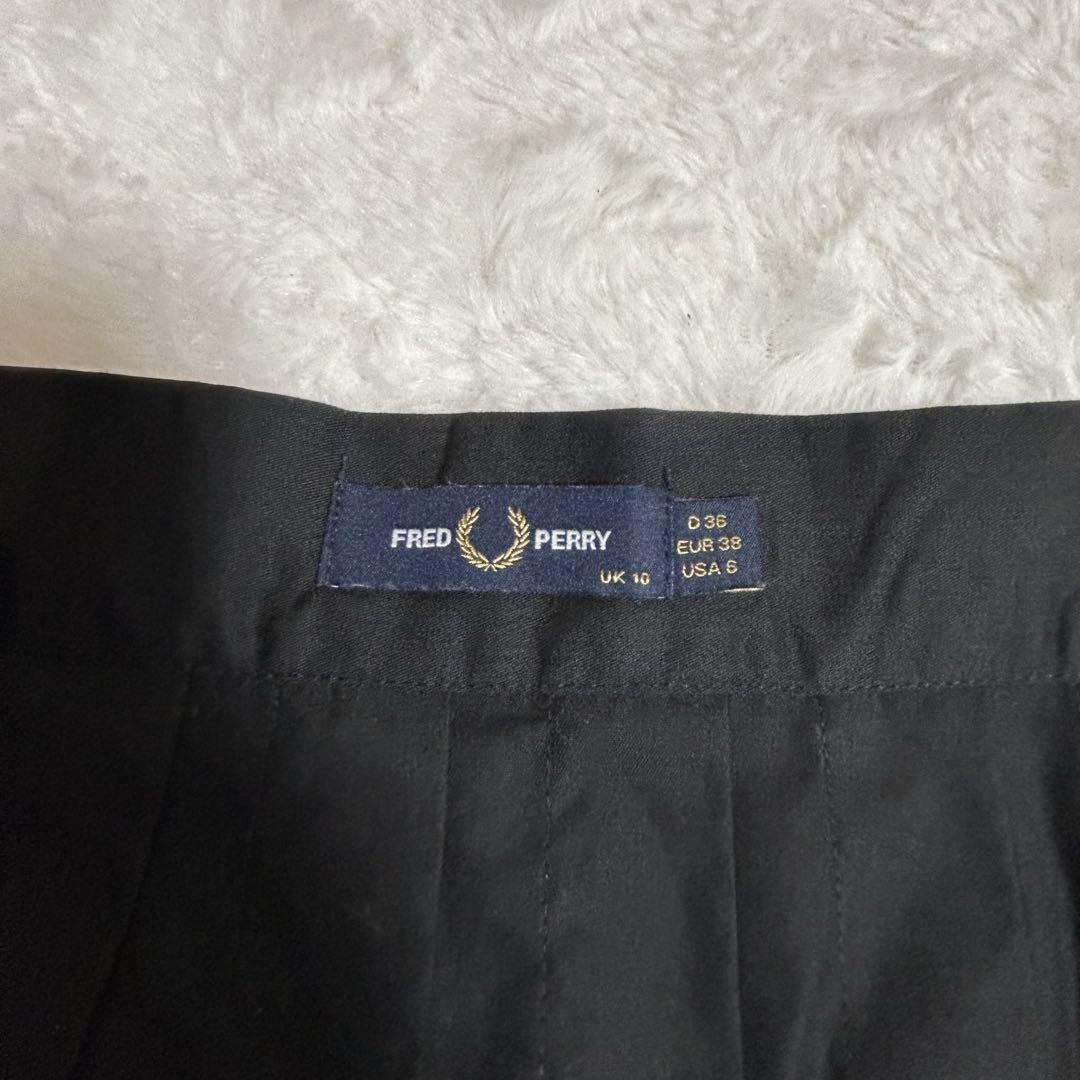 FRED PERRY
UK 10
D 36
EUR 38
USA 6